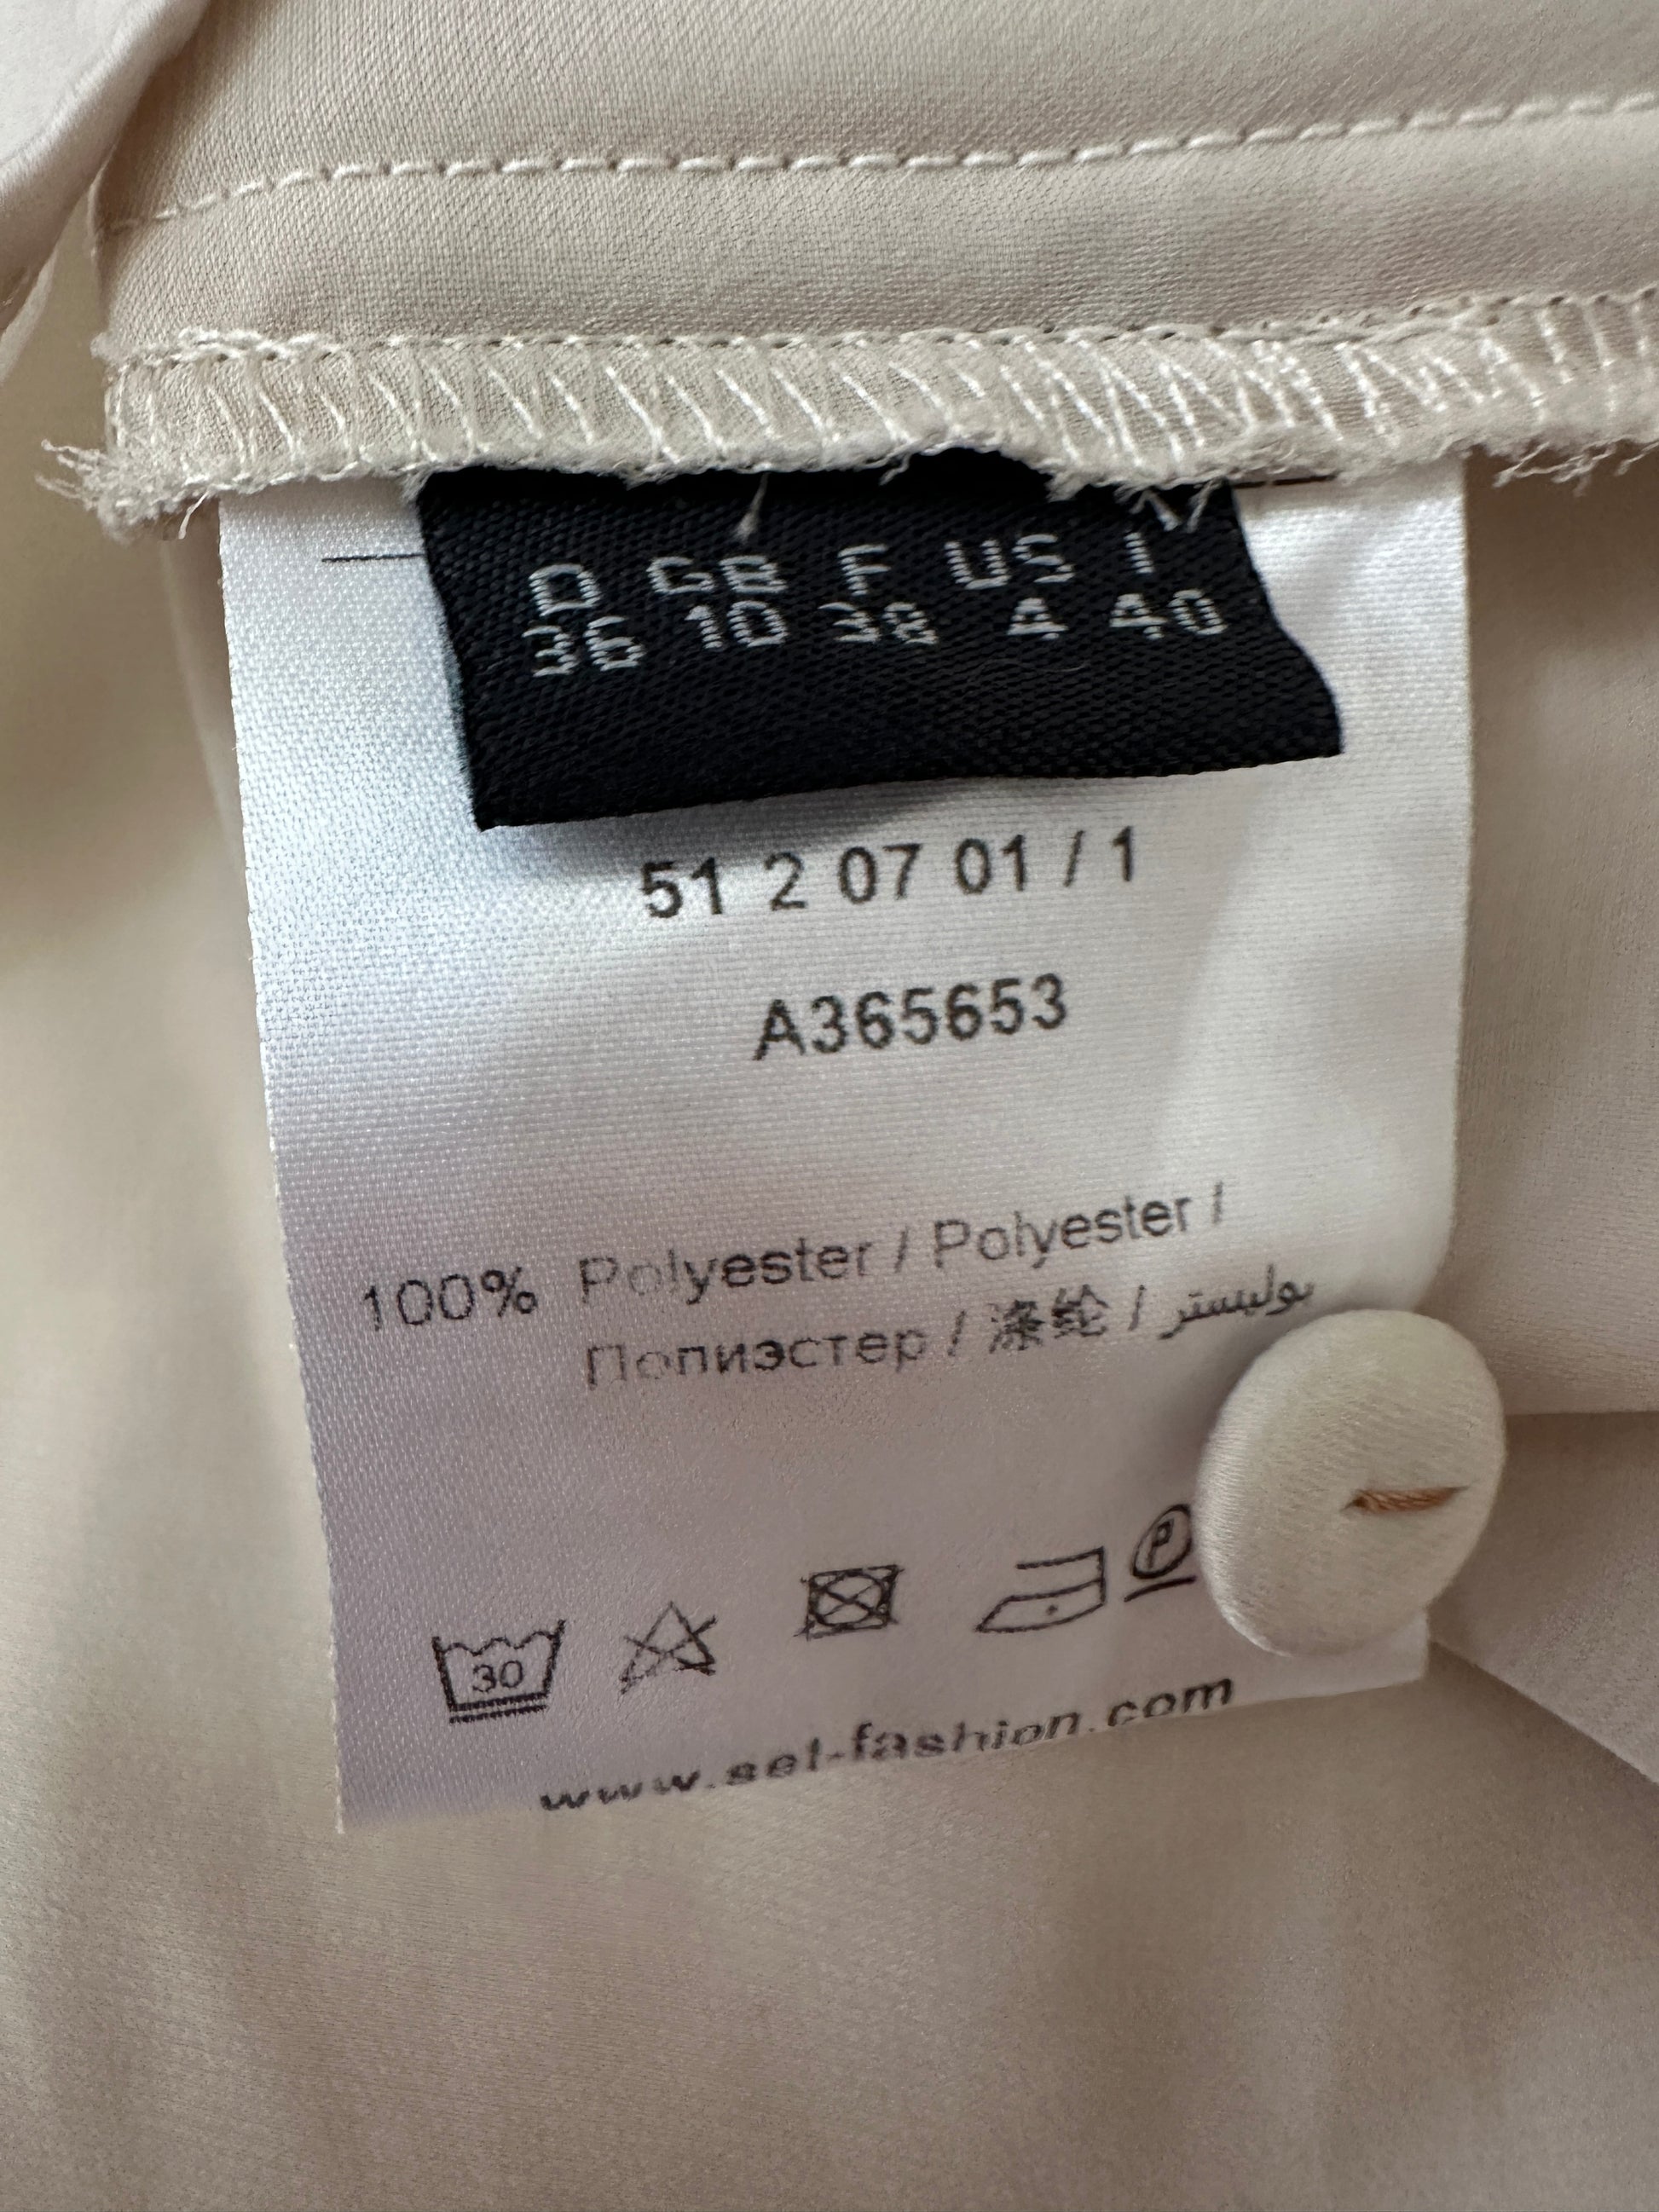 D GB F US I
36 10 38 4 40
51 2 07 01 / 1
A365653
100% Polyester / Polyester /
Полиэстер / 涤纶 / بوليستر
30
P
www.sel-fashion.com